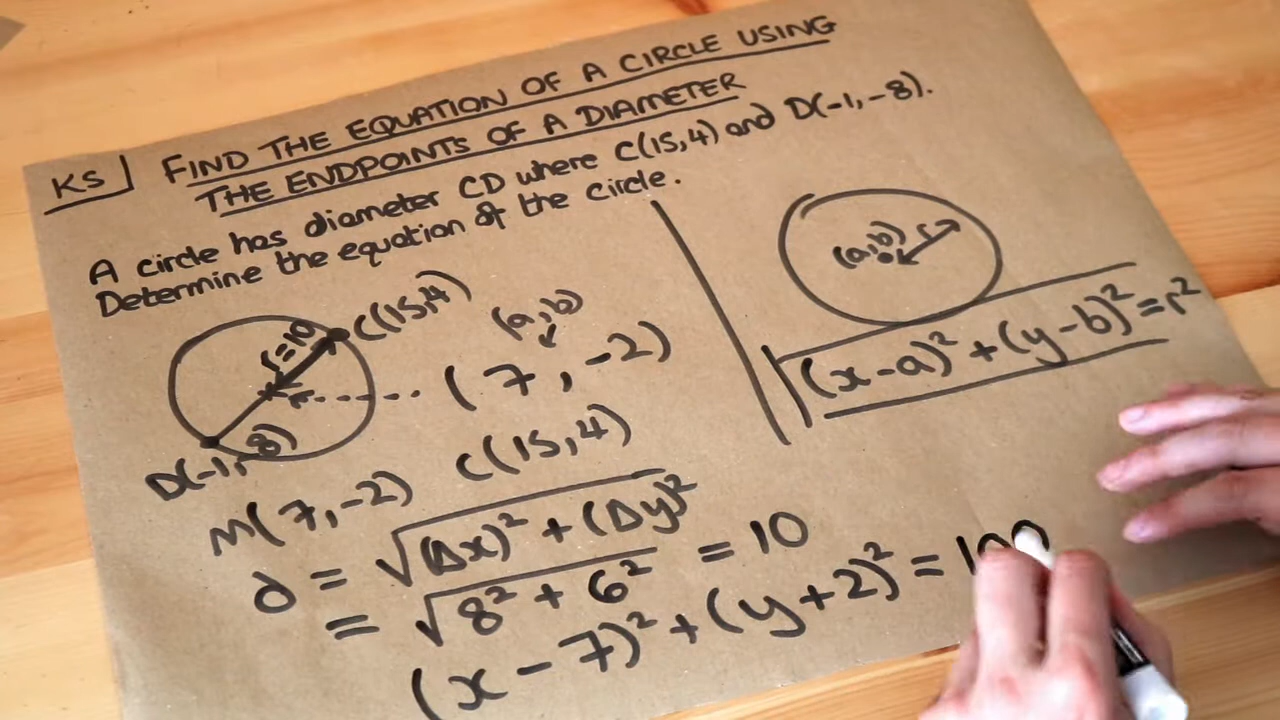 KS FIND THE EQUATION OF A CIRCLE USING
THE ENDPOINTS OF A DIAMETER
A circle has diameter CD where C(15,4) and D(-1,-8).
Determine the equation of the circle.
r=10
C(15,4)
D(-1,-8)
(a,b)
(7,-2)
M(7,-2) C(15,4)
d = √(Δx)² + (Δy)²
= √8² + 6² = 10
(x-7)² + (y+2)² = 100
(a,b) r
(x-a)² + (y-b)² = r²